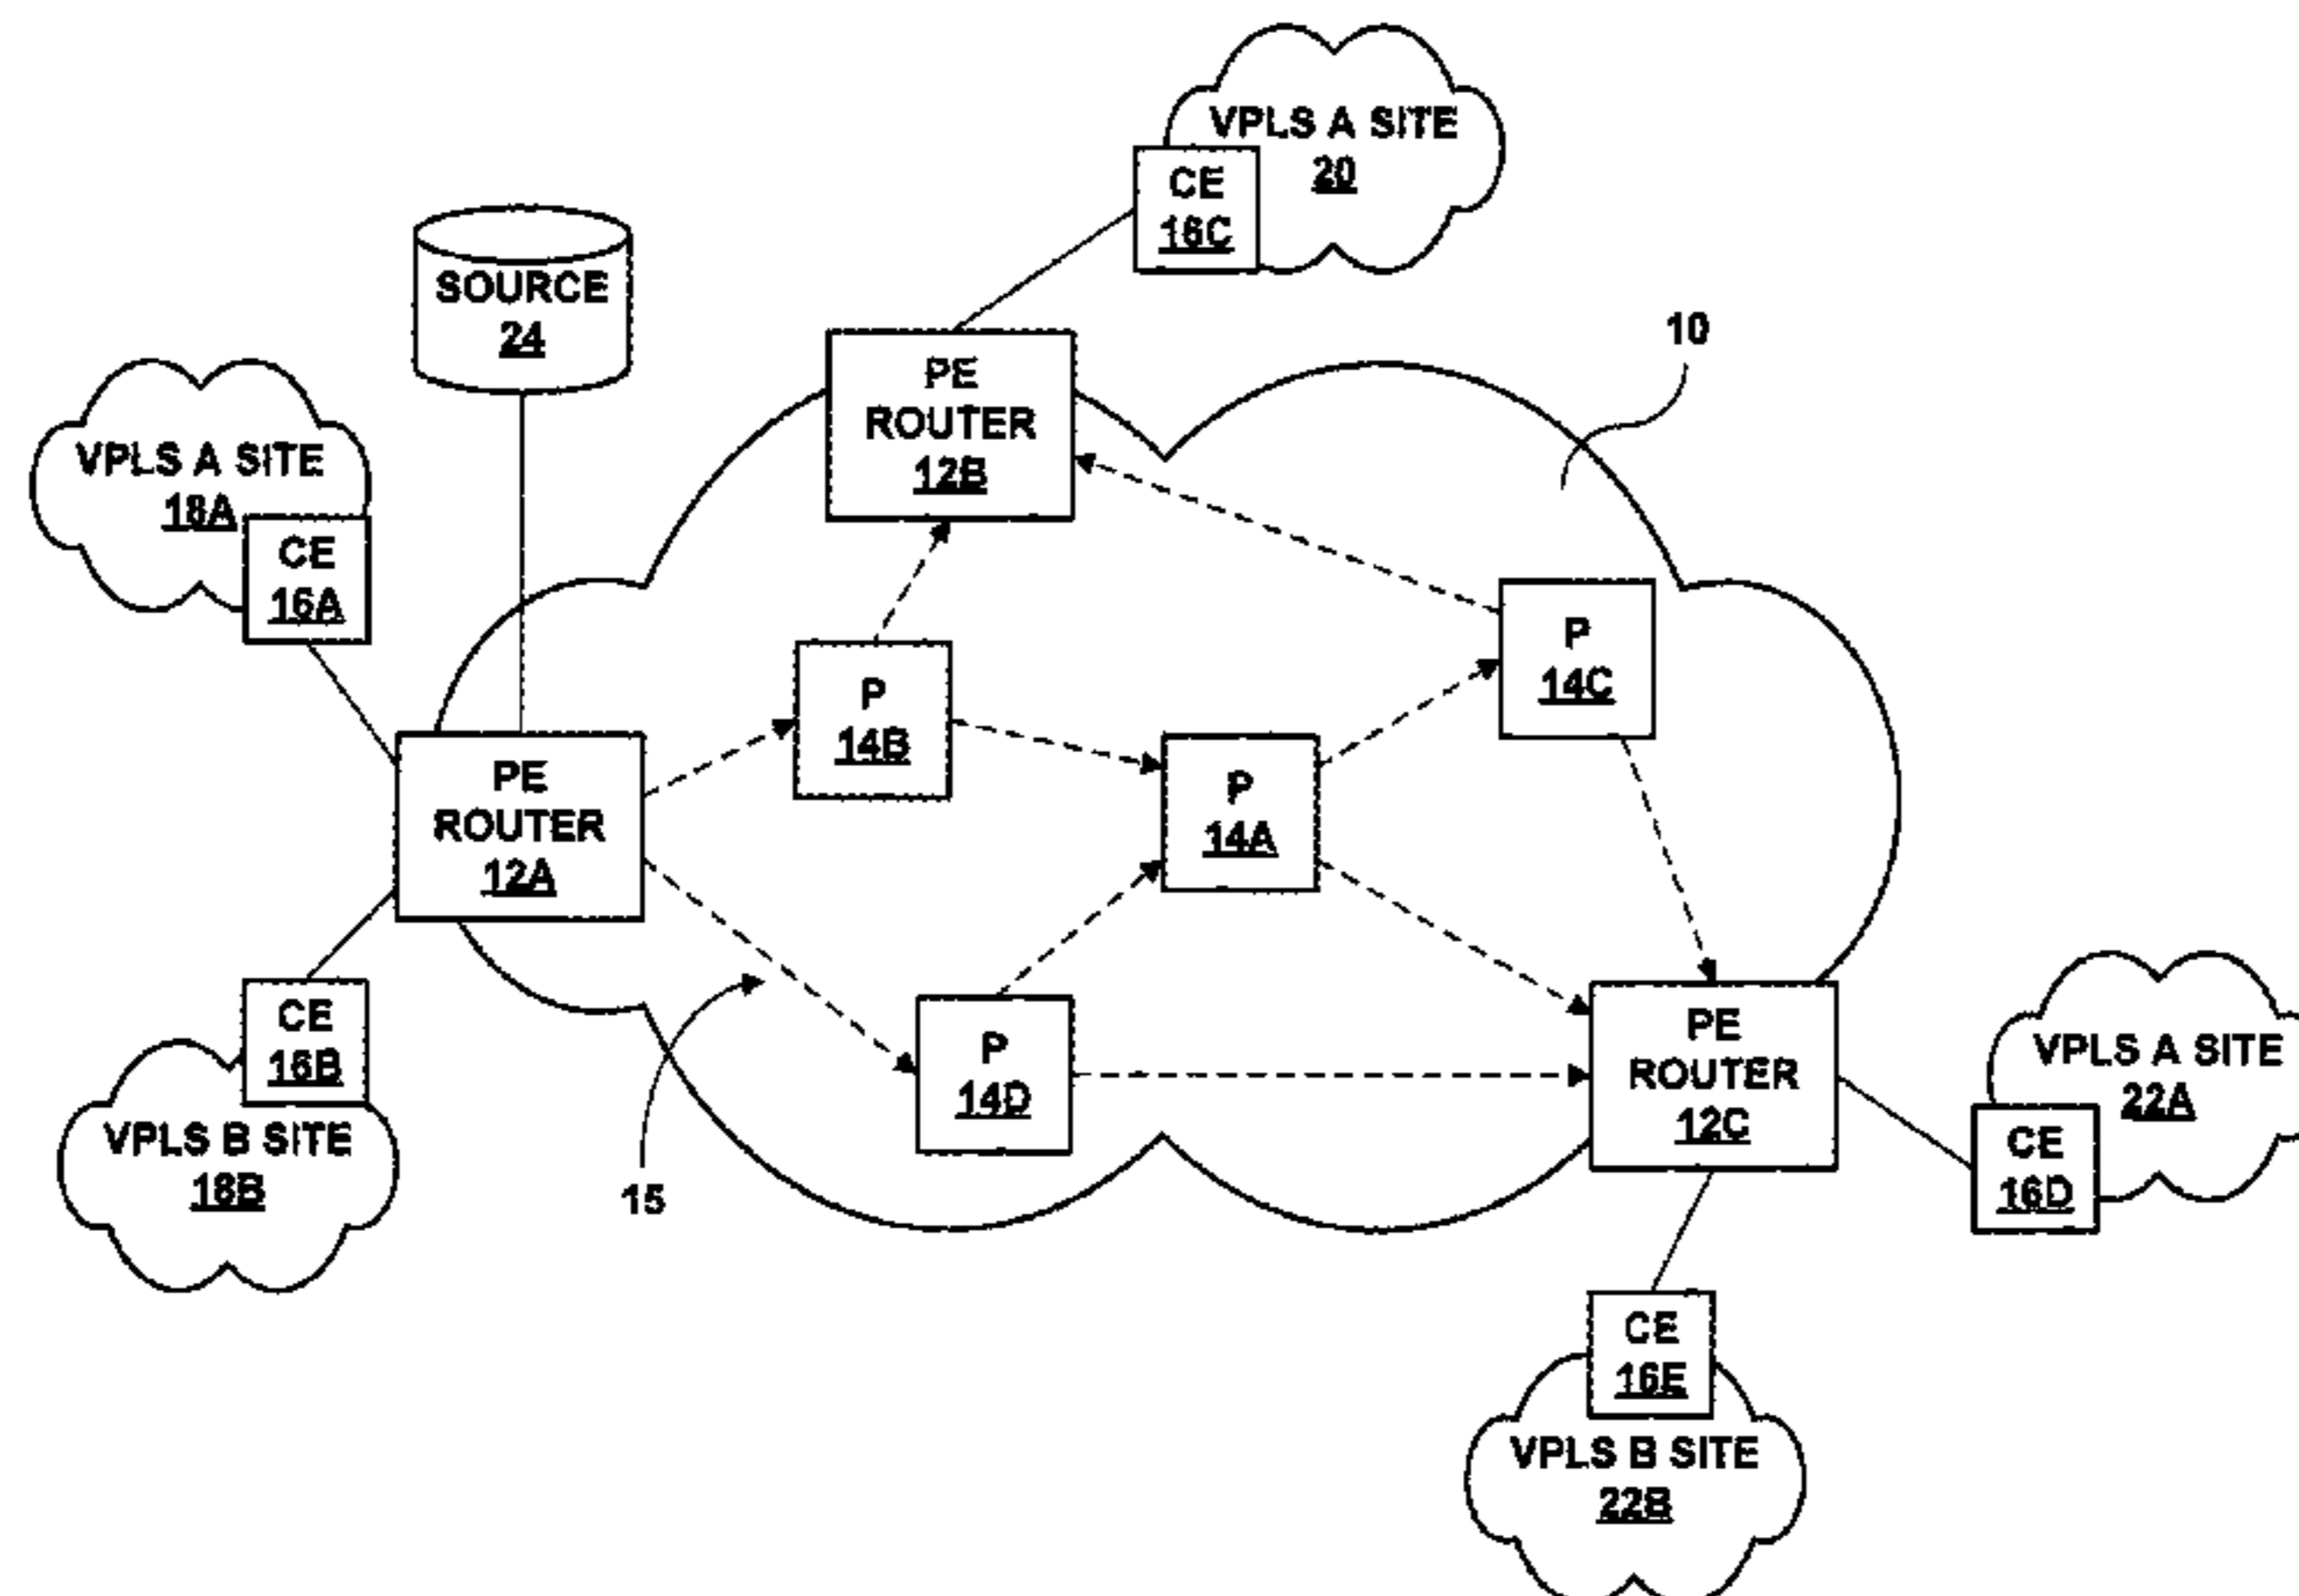 VPLS A SITE
20
CE
16C
SOURCE
24
10
PE
ROUTER
12B
VPLS A SITE
18A
CE
16A
P
14C
P
14B
PE
ROUTER
12A
P
14A
CE
16B
VPLS B SITE
18B
15
P
14D
PE
ROUTER
12C
VPLS A SITE
22A
CE
16D
CE
16E
VPLS B SITE
22B